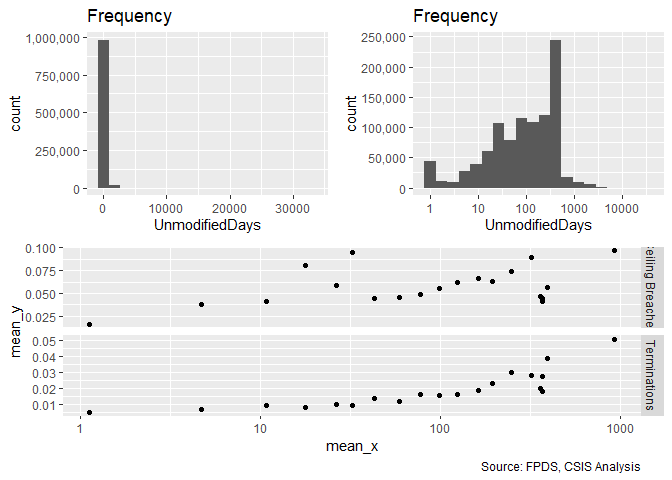 Frequency
1,000,000
750,000
500,000
250,000
0
count
0 10000 20000 30000
UnmodifiedDays
Frequency
250,000
200,000
150,000
100,000
50,000
0
count
1 10 100 1000 10000
UnmodifiedDays
0.100
0.075
0.050
0.025
eiling Breache
0.05
0.04
0.03
0.02
0.01
Terminations
mean_y
1 10 100 1000
mean_x
Source: FPDS, CSIS Analysis